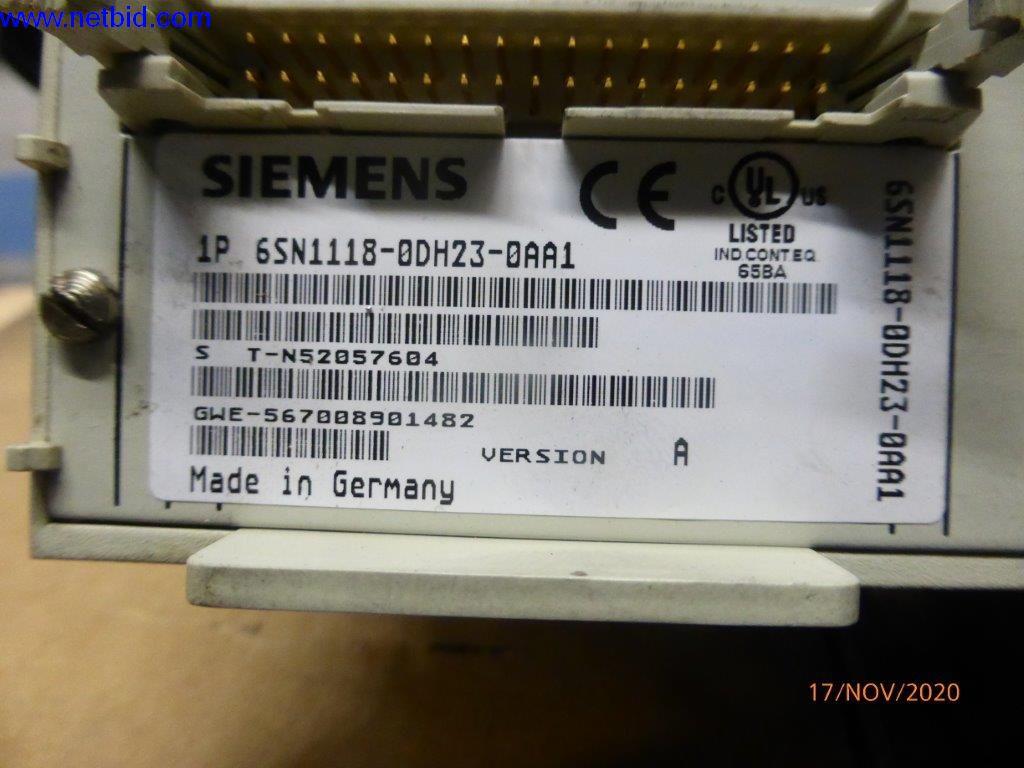 www.netbid.com
SIEMENS
CE
C UL US
LISTED
IND.CONT.EQ.
65BA
1P 6SN1118-0DH23-0AA1
S T-N52057604
GWE-567008901482
VERSION A
Made in Germany
6SN1118-0DH23-0AA1
17/NOV/2020